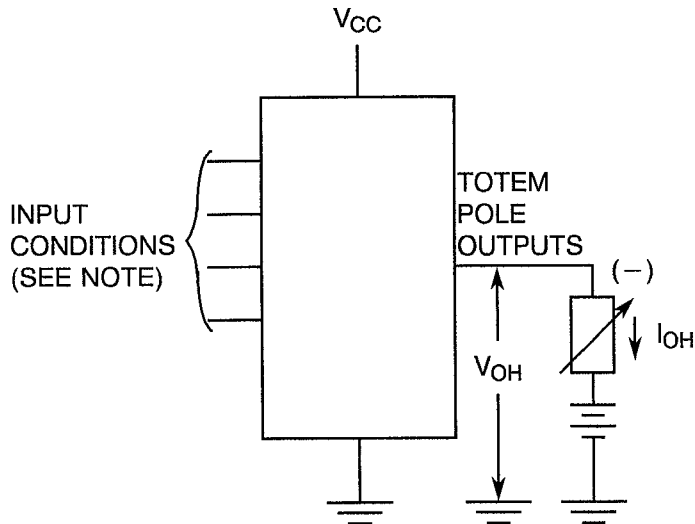 VCC
INPUT
CONDITIONS
(SEE NOTE)
TOTEM
POLE
OUTPUTS
(−)
IOH
VOH